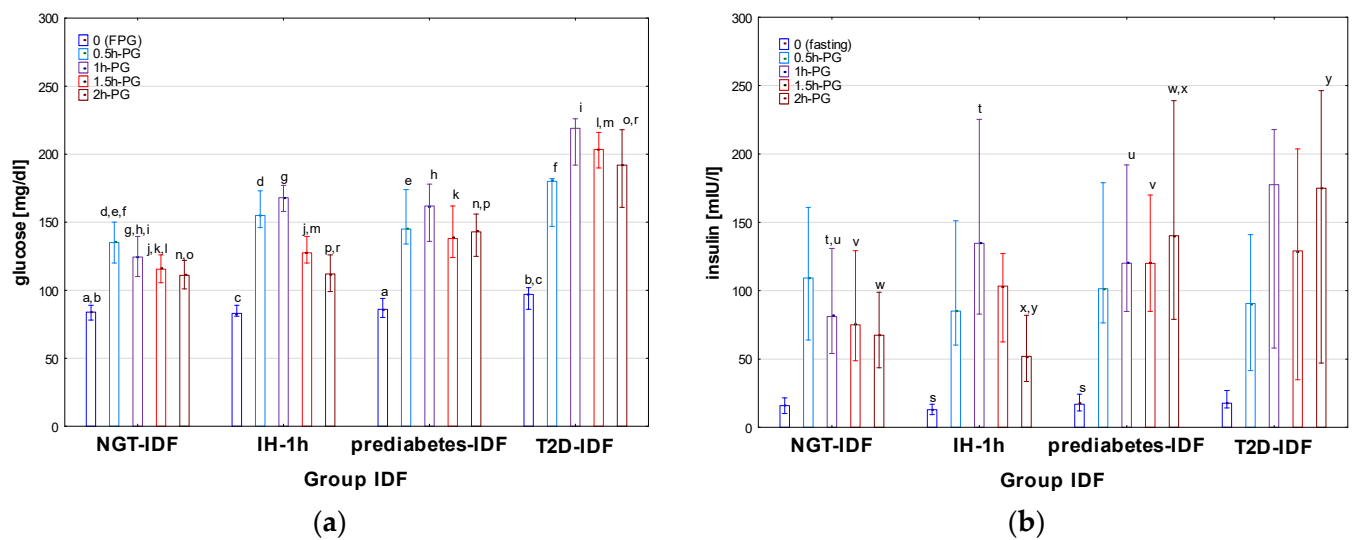 300
250
200
150
100
50
0
glucose [mg/dl]
0 (FPG)
0.5h-PG
1h-PG
1.5h-PG
2h-PG
a,b
d,e,f
g,h,i
j,k,l
n,o
c
d
g
j,m
p,r
a
e
h
k
n,p
b,c
f
i
l,m
o,r
NGT-IDF
IH-1h
prediabetes-IDF
T2D-IDF
Group IDF
(a)
300
250
200
150
100
50
0
insulin [mIU/l]
0 (fasting)
0.5h-PG
1h-PG
1.5h-PG
2h-PG
t,u
v
w
s
t
x,y
s
u
v
w,x
y
NGT-IDF
IH-1h
prediabetes-IDF
T2D-IDF
Group IDF
(b)